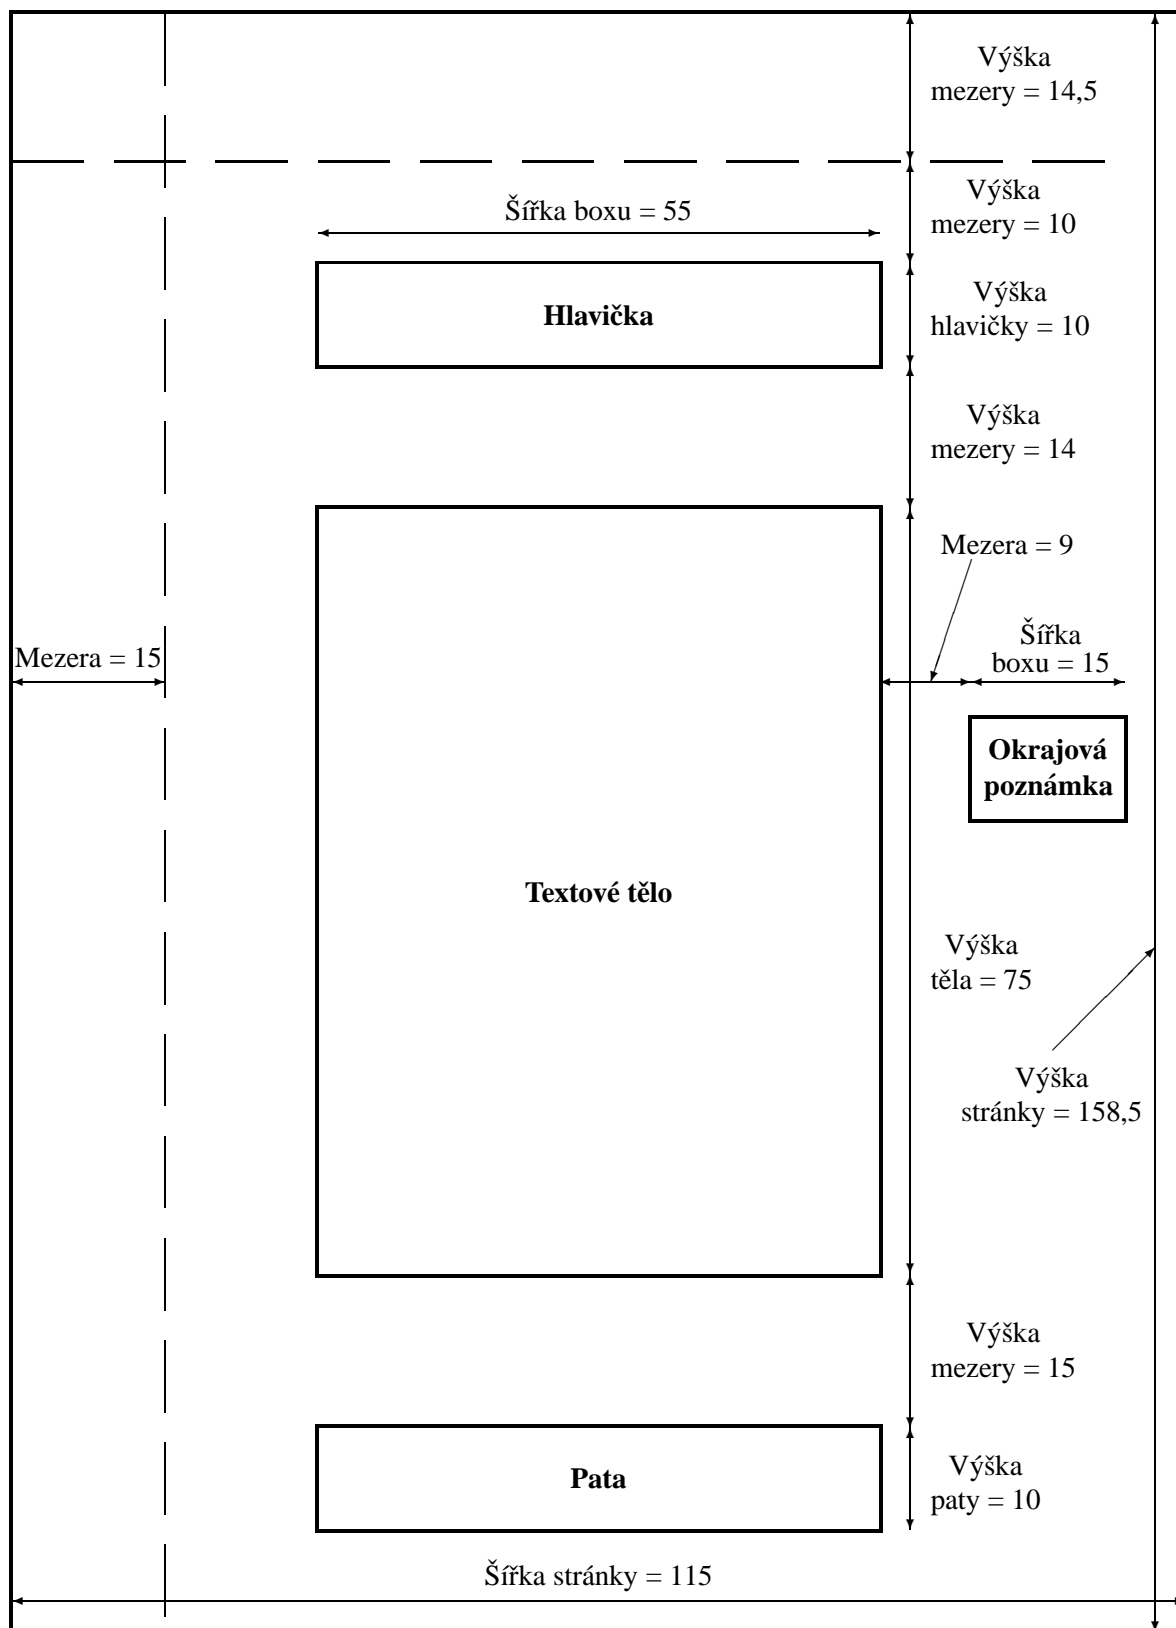 Výška
mezery = 14,5
Výška
mezery = 10
Šířka boxu = 55
Výška
hlavičky = 10
Hlavička
Výška
mezery = 14
Mezera = 9
Šířka
boxu = 15
Mezera = 15
Okrajová
poznámka
Textové tělo
Výška
těla = 75
Výška
stránky = 158,5
Výška
mezery = 15
Výška
paty = 10
Pata
Šířka stránky = 115